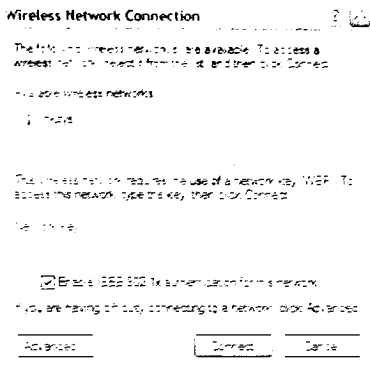 Wireless Network Connection
The following wireless network(s) are available. To access a
wireless network, select it from the list, and then click Connect.
Available wireless networks
This wireless network requires the use of a network key (WEP). To
access this network, type the key, then click Connect.
Network key
Enable IEEE 802.1x authentication for this network
If you are having difficulty connecting to a network, click Advanced.
Advanced
Connect
Cancel